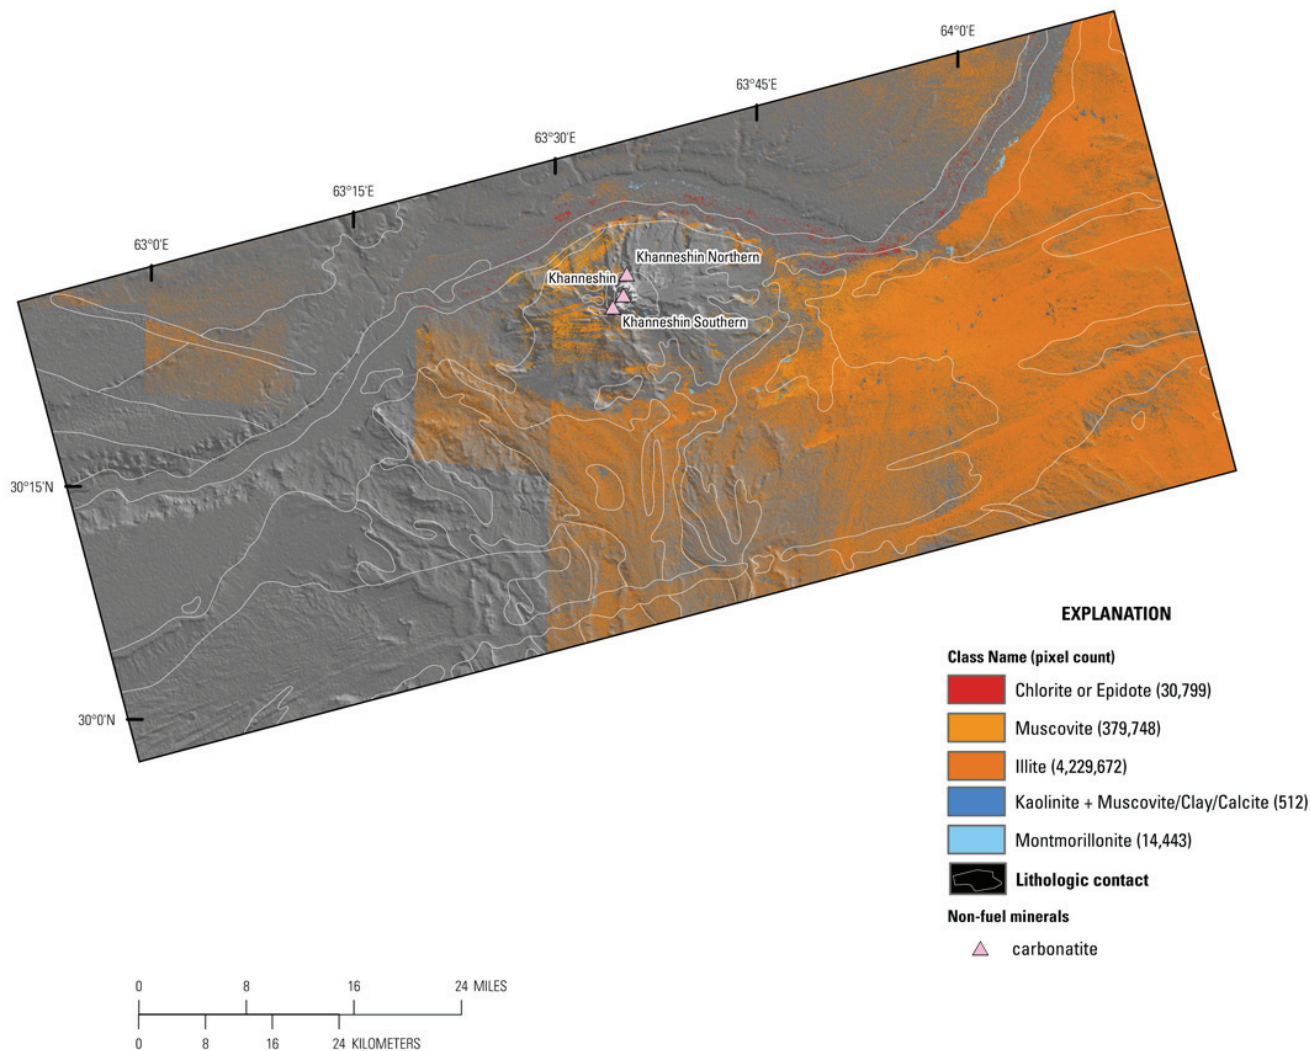 64°0'E
63°45'E
63°30'E
63°15'E
63°0'E
Khanneshin Northern
Khanneshin
Khanneshin Southern
30°15'N
30°0'N
EXPLANATION
Class Name (pixel count)
Chlorite or Epidote (30,799)
Muscovite (379,748)
Illite (4,229,672)
Kaolinite + Muscovite/Clay/Calcite (512)
Montmorillonite (14,443)
Lithologic contact
Non-fuel minerals
carbonatite
0 8 16 24 MILES
0 8 16 24 KILOMETERS